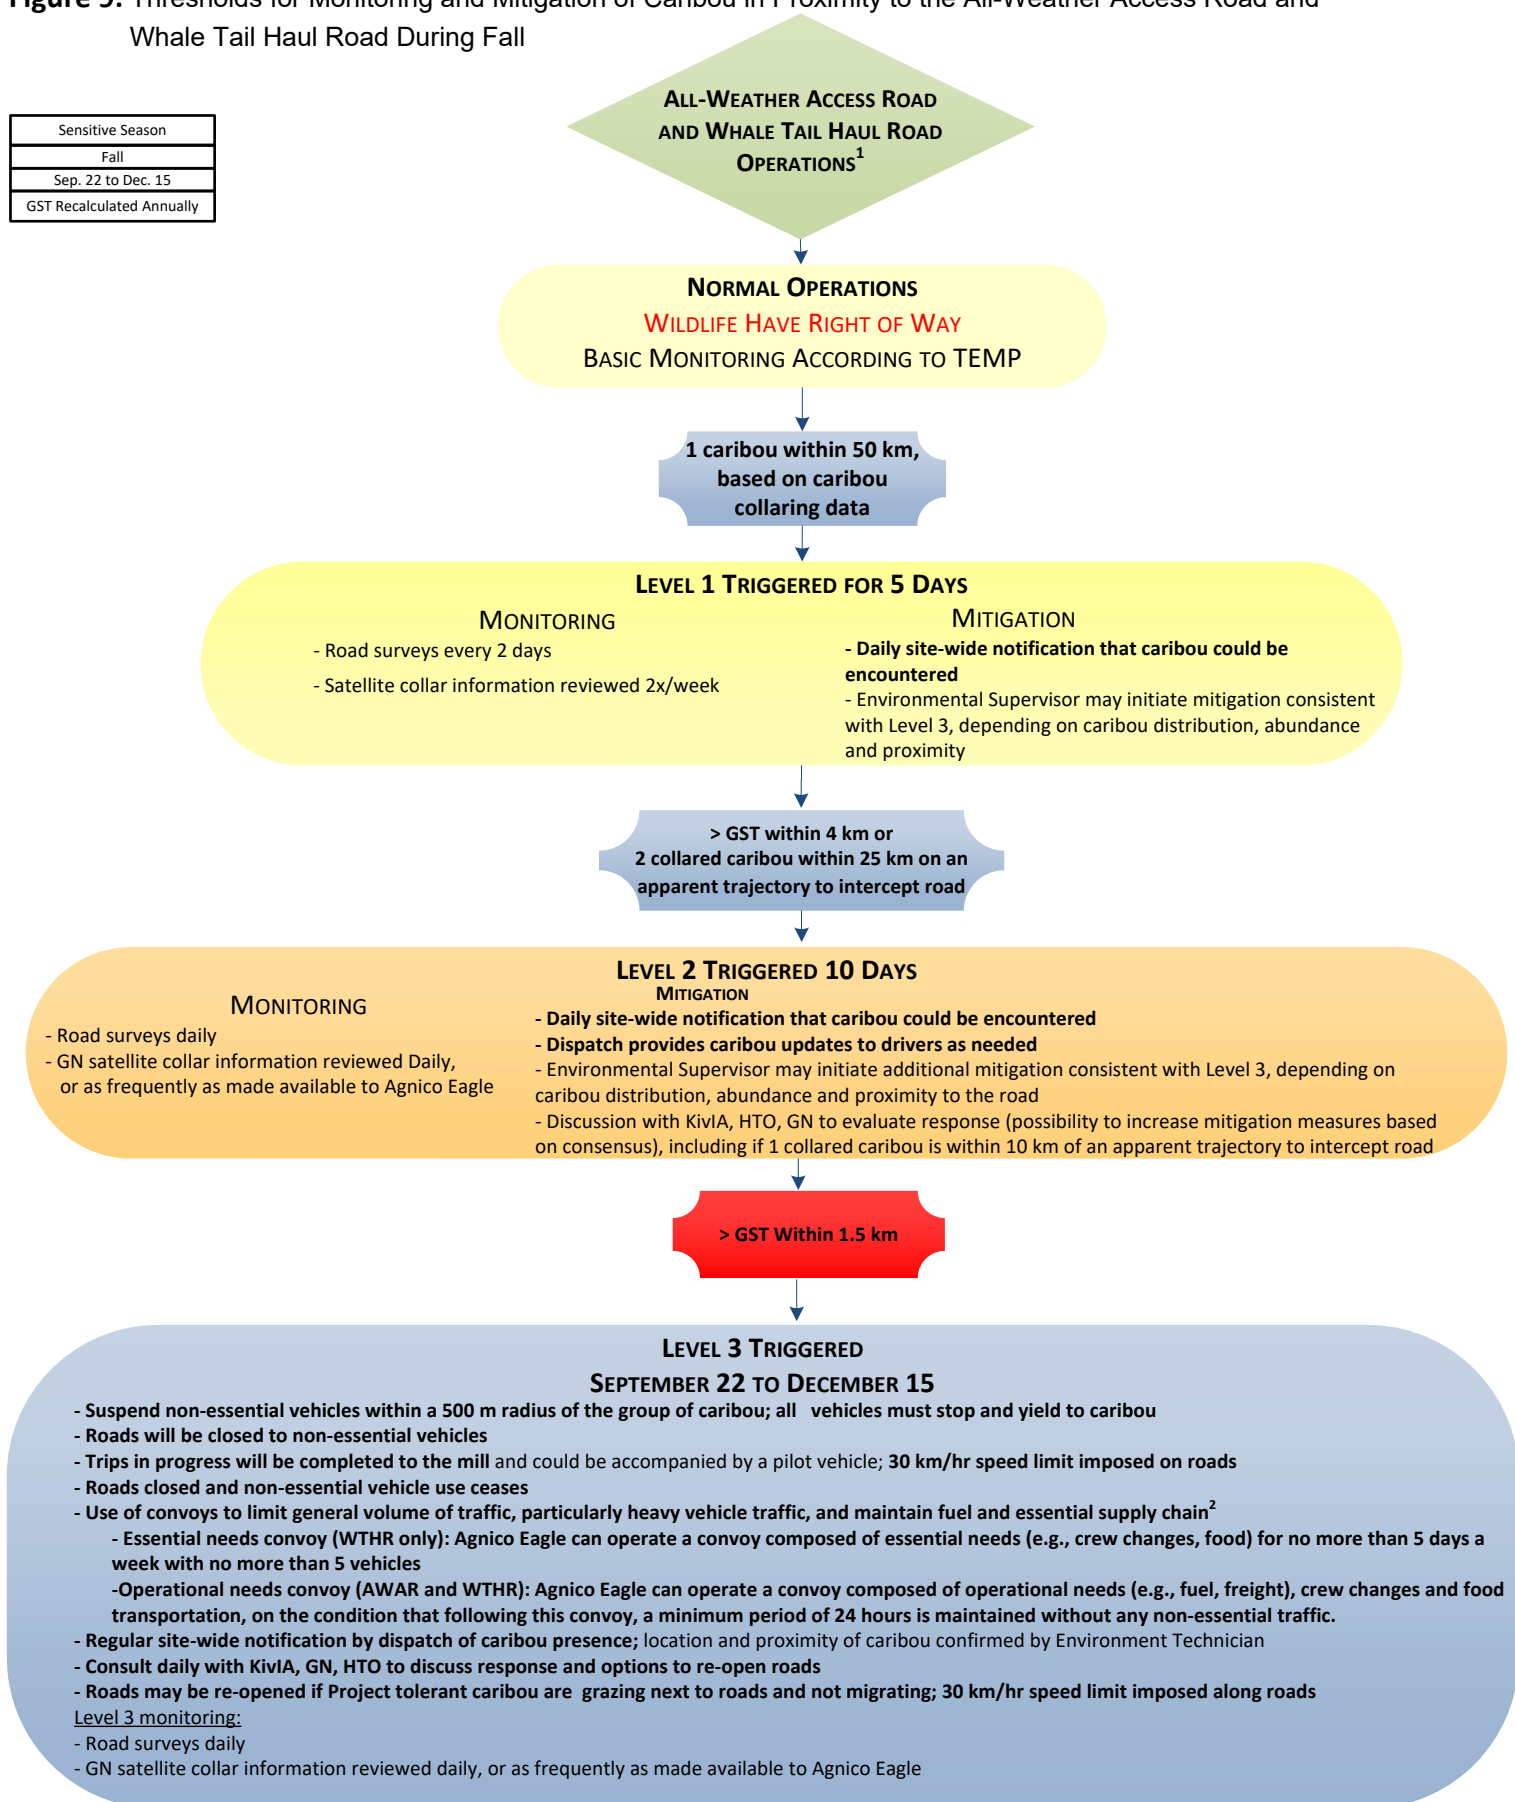 Figure 9: Thresholds for Monitoring and Mitigation of Caribou in Proximity to the All-Weather Access Road and
Whale Tail Haul Road During Fall
Sensitive Season
Fall
Sep. 22 to Dec. 15
GST Recalculated Annually
ALL-WEATHER ACCESS ROAD
AND WHALE TAIL HAUL ROAD
OPERATIONS¹
NORMAL OPERATIONS
WILDLIFE HAVE RIGHT OF WAY
BASIC MONITORING ACCORDING TO TEMP
1 caribou within 50 km,
based on caribou
collaring data
LEVEL 1 TRIGGERED FOR 5 DAYS
MONITORING
- Road surveys every 2 days
- Satellite collar information reviewed 2x/week
MITIGATION
- Daily site-wide notification that caribou could be
encountered
- Environmental Supervisor may initiate mitigation consistent
with Level 3, depending on caribou distribution, abundance
and proximity
> GST within 4 km or
2 collared caribou within 25 km on an
apparent trajectory to intercept road
LEVEL 2 TRIGGERED 10 DAYS
MONITORING
- Road surveys daily
- GN satellite collar information reviewed Daily,
or as frequently as made available to Agnico Eagle
MITIGATION
- Daily site-wide notification that caribou could be encountered
- Dispatch provides caribou updates to drivers as needed
- Environmental Supervisor may initiate additional mitigation consistent with Level 3, depending on
caribou distribution, abundance and proximity to the road
- Discussion with KivIA, HTO, GN to evaluate response (possibility to increase mitigation measures based
on consensus), including if 1 collared caribou is within 10 km of an apparent trajectory to intercept road
> GST Within 1.5 km
LEVEL 3 TRIGGERED
SEPTEMBER 22 TO DECEMBER 15
- Suspend non-essential vehicles within a 500 m radius of the group of caribou; all vehicles must stop and yield to caribou
- Roads will be closed to non-essential vehicles
- Trips in progress will be completed to the mill and could be accompanied by a pilot vehicle; 30 km/hr speed limit imposed on roads
- Roads closed and non-essential vehicle use ceases
- Use of convoys to limit general volume of traffic, particularly heavy vehicle traffic, and maintain fuel and essential supply chain²
- Essential needs convoy (WTHR only): Agnico Eagle can operate a convoy composed of essential needs (e.g., crew changes, food) for no more than 5 days a
week with no more than 5 vehicles
-Operational needs convoy (AWAR and WTHR): Agnico Eagle can operate a convoy composed of operational needs (e.g., fuel, freight), crew changes and food
transportation, on the condition that following this convoy, a minimum period of 24 hours is maintained without any non-essential traffic.
- Regular site-wide notification by dispatch of caribou presence; location and proximity of caribou confirmed by Environment Technician
- Consult daily with KivIA, GN, HTO to discuss response and options to re-open roads
- Roads may be re-opened if Project tolerant caribou are grazing next to roads and not migrating; 30 km/hr speed limit imposed along roads
Level 3 monitoring:
- Road surveys daily
- GN satellite collar information reviewed daily, or as frequently as made available to Agnico Eagle